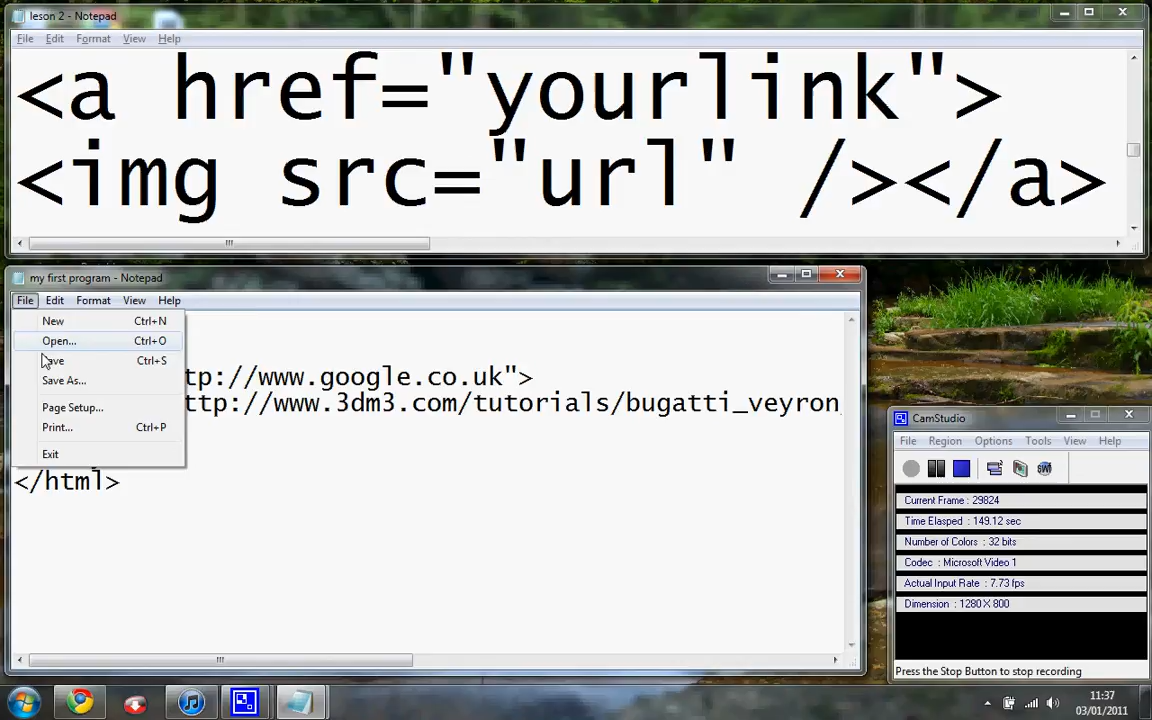 leson 2 - Notepad
File Edit Format View Help
<a href="yourlink">
<img src="url" /></a>
my first program - Notepad
File Edit Format View Help
New Ctrl+N
Open... Ctrl+O
Ctrl+S
Save As...
Page Setup...
Print... Ctrl+P
Exit
tp://www.google.co.uk">
ttp://www.3dm3.com/tutorials/bugatti_veyron
</html>
CamStudio
File Region Options Tools View Help
Current Frame : 29824
Time Elasped : 149.12 sec
Number of Colors : 32 bits
Codec : Microsoft Video 1
Actual Input Rate : 7.73 fps
Dimension : 1280 X 800
Press the Stop Button to stop recording
11:37
03/01/2011